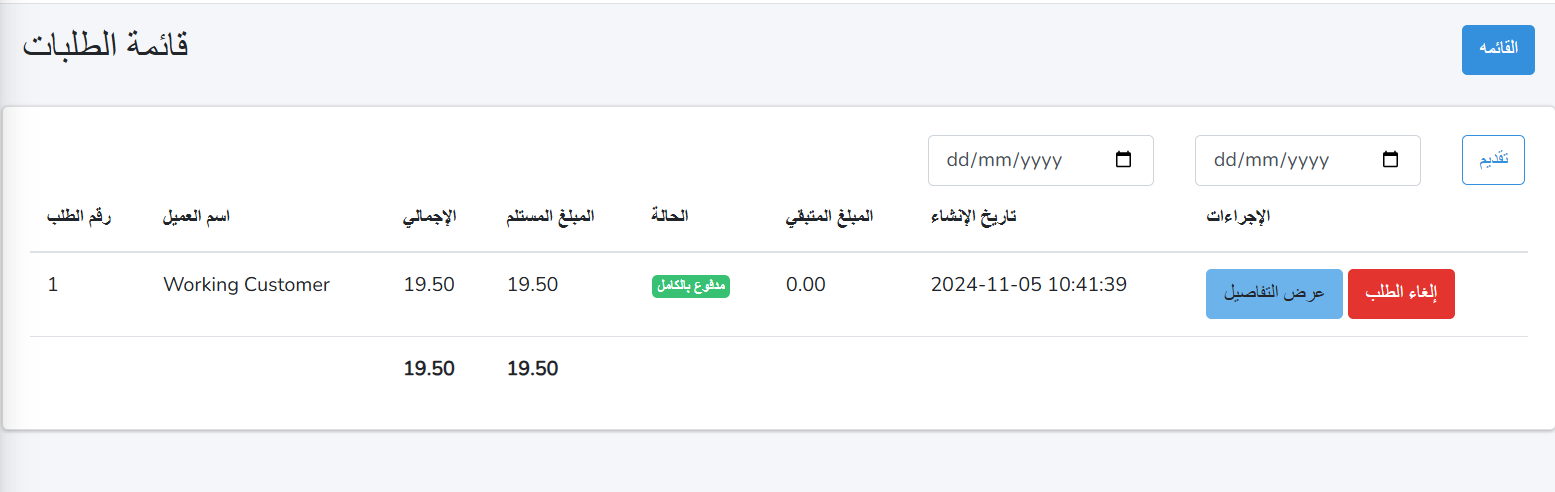 قائمة الطلبات
القائمه
dd/mm/yyyy dd/mm/yyyy تقديم
رقم الطلب اسم العميل الإجمالي المبلغ المستلم الحالة المبلغ المتبقي تاريخ الإنشاء الإجراءات
1 Working Customer 19.50 19.50 مدفوع بالكامل 0.00 2024-11-05 10:41:39 عرض التفاصيل إلغاء الطلب
19.50 19.50